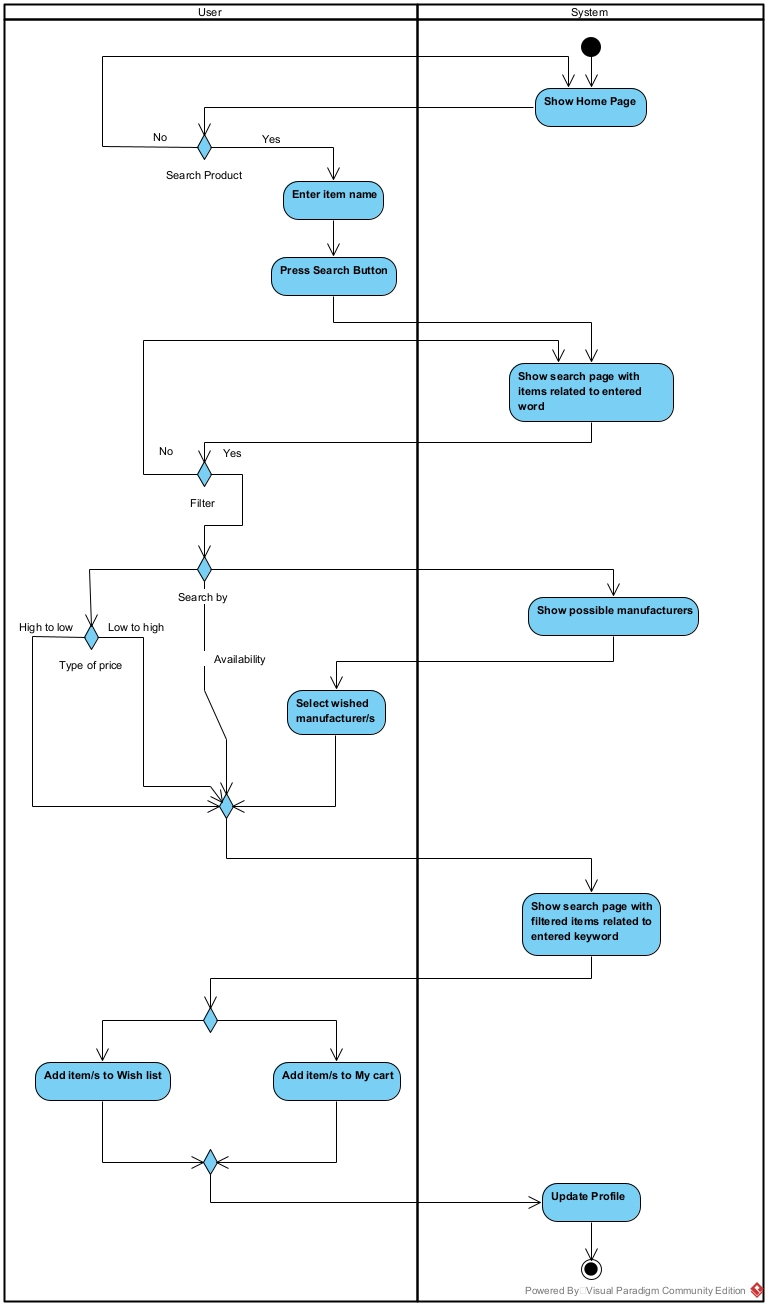 User
System
Show Home Page
No
Yes
Search Product
Enter item name
Press Search Button
Show search page with
items related to entered
word
No
Yes
Filter
Search by
Show possible manufacturers
High to low
Low to high
Type of price
Availability
Select wished
manufacturer/s
Show search page with
filtered items related to
entered keyword
Add item/s to Wish list
Add item/s to My cart
Update Profile
Powered By Visual Paradigm Community Edition